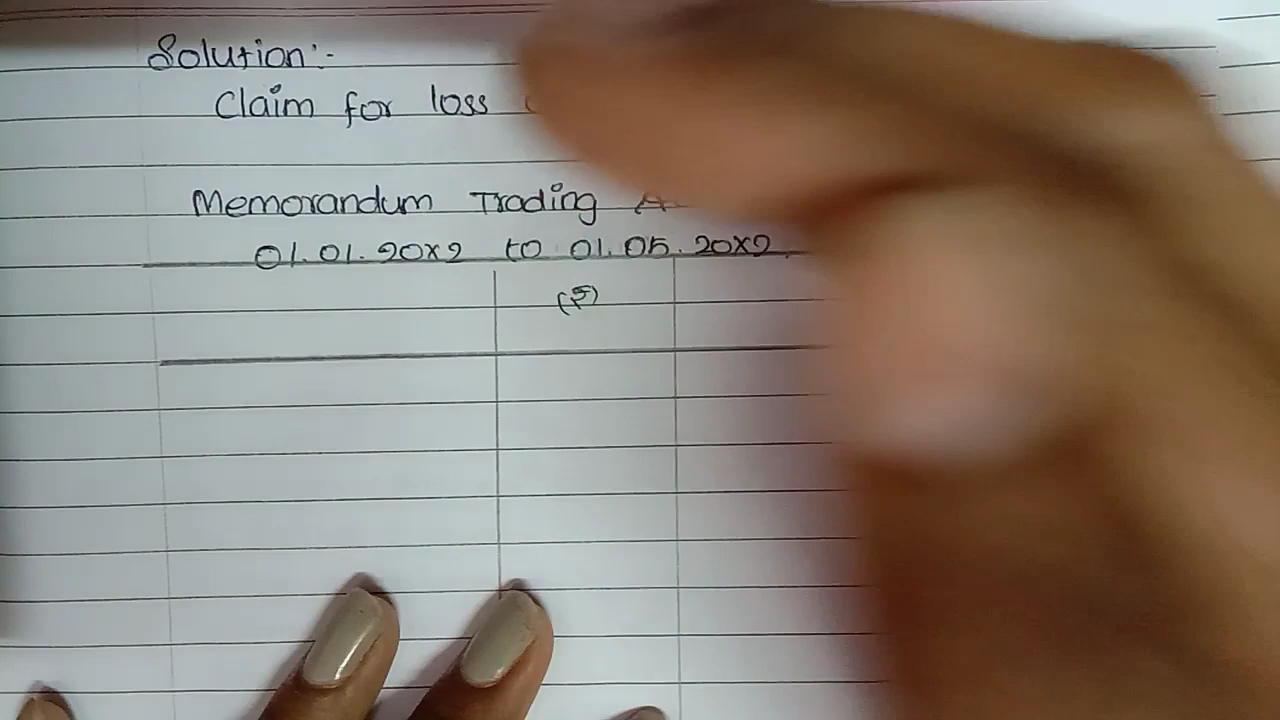 Solution:-
Claim for loss
Memorandum Trading
01.01.20x2 to 01.05.20x2.
(₹)